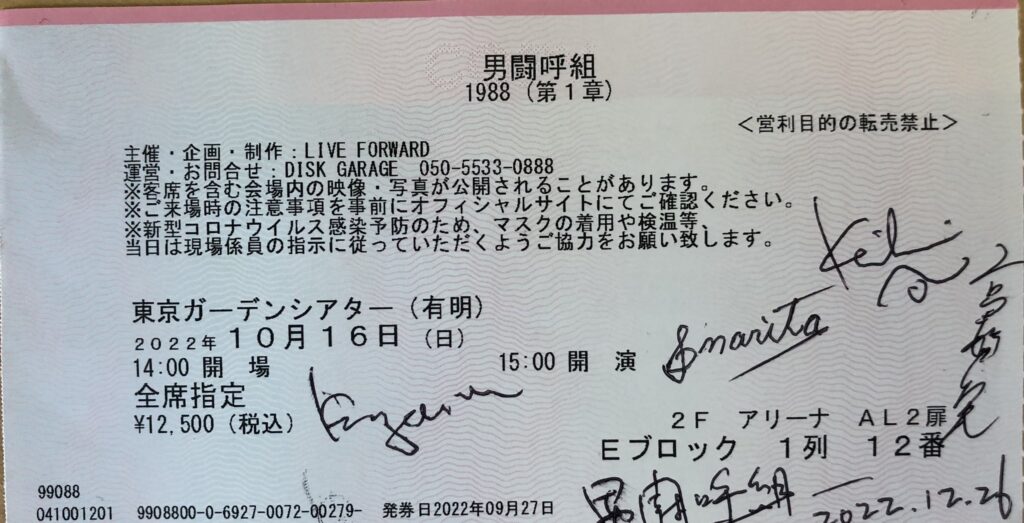 男闘呼組
1988 (第1章)
<営利目的の転売禁止>
主催・企画・制作:LIVE FORWARD
運営・お問合せ:DISK GARAGE 050-5533-0888
※客席を含む会場内の映像・写真が公開されることがあります。
※ご来場時の注意事項を事前にオフィシャルサイトにてご確認ください。
※新型コロナウイルス感染予防のため、マスクの着用や検温等、
当日は現場係員の指示に従っていただくようご協力をお願い致します。
東京ガーデンシアター(有明)
2022年 10月16日 (日)
14:00 開 場 15:00 開 演
narita
全席指定
¥12,500(税込)
2F アリーナ AL2扉
Eブロック 1列 12番
男闘呼組
2022.12.26
99088
041001201 9908800-0-6927-0072-00279- 発券日2022年09月27日